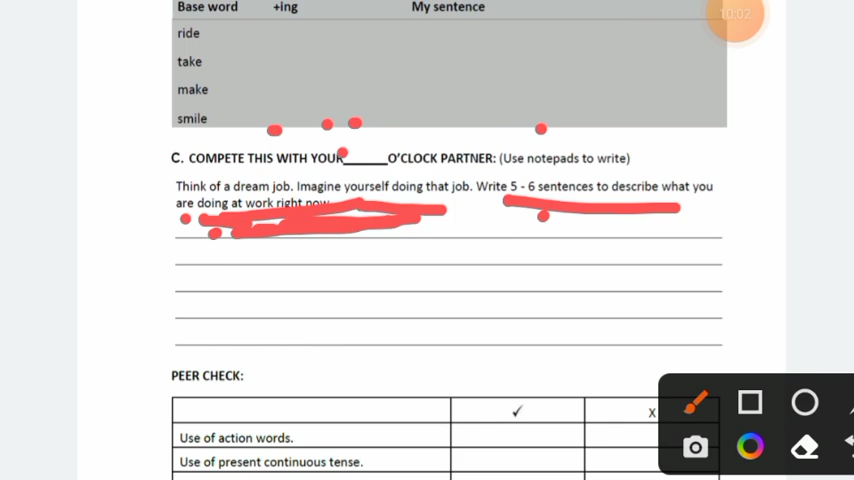 Base word +ing My sentence
ride
take
make
smile
C. COMPETE THIS WITH YOUR______O'CLOCK PARTNER: (Use notepads to write)
Think of a dream job. Imagine yourself doing that job. Write 5 - 6 sentences to describe what you
are doing at work right now
PEER CHECK:
✓ X
Use of action words.
Use of present continuous tense.
10:02